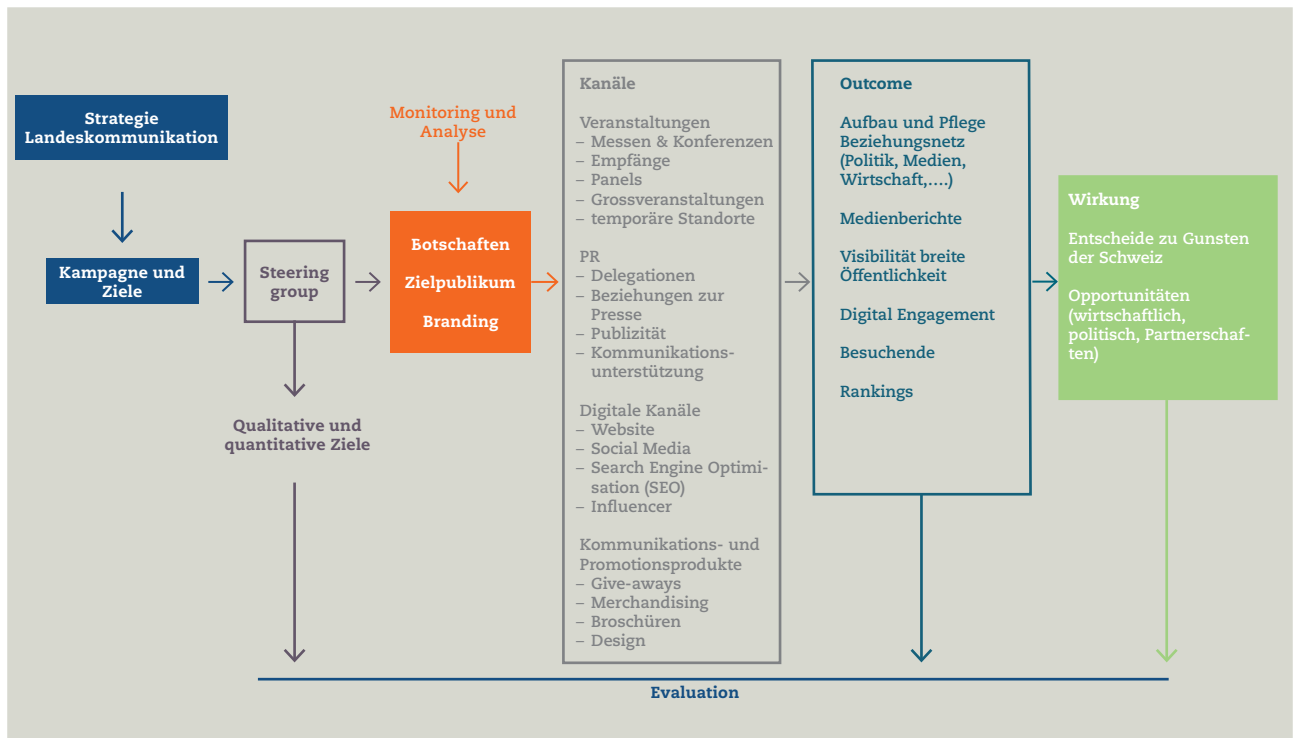 Strategie
Landeskommunikation
Kampagne und
Ziele
Steering
group
Qualitative und
quantitative Ziele
Monitoring und
Analyse
Botschaften
Zielpublikum
Branding
Kanäle
Veranstaltungen
– Messen & Konferenzen
– Empfänge
– Panels
– Grossveranstaltungen
– temporäre Standorte
PR
– Delegationen
– Beziehungen zur
Presse
– Publizität
– Kommunikations-
unterstützung
Digitale Kanäle
– Website
– Social Media
– Search Engine Optimi-
sation (SEO)
– Influencer
Kommunikations- und
Promotionsprodukte
– Give-aways
– Merchandising
– Broschüren
– Design
Outcome
Aufbau und Pflege
Beziehungsnetz
(Politik, Medien,
Wirtschaft,....)
Medienberichte
Visibilität breite
Öffentlichkeit
Digital Engagement
Besuchende
Rankings
Wirkung
Entscheide zu Gunsten
der Schweiz
Opportunitäten
(wirtschaftlich,
politisch, Partnerschaf-
ten)
Evaluation